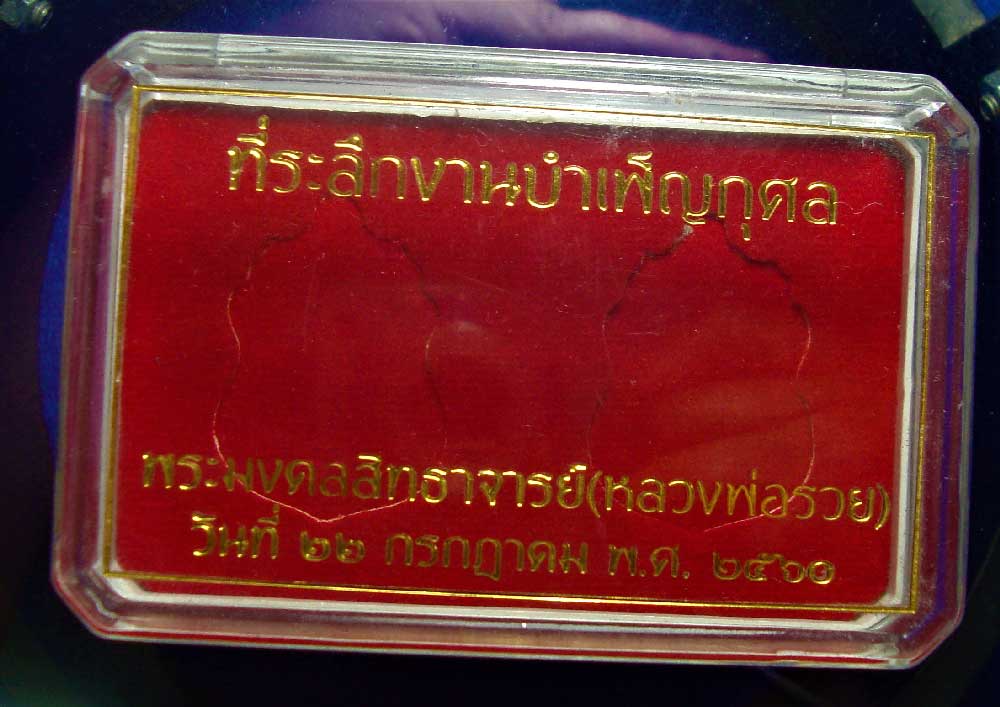 ที่ระลึกงานบำเพ็ญกุศล
พระมงคลสิทธาจารย์(หลวงพ่อรวย)
วันที่ ๒๒ กรกฎาคม พ.ศ. ๒๕๖๐